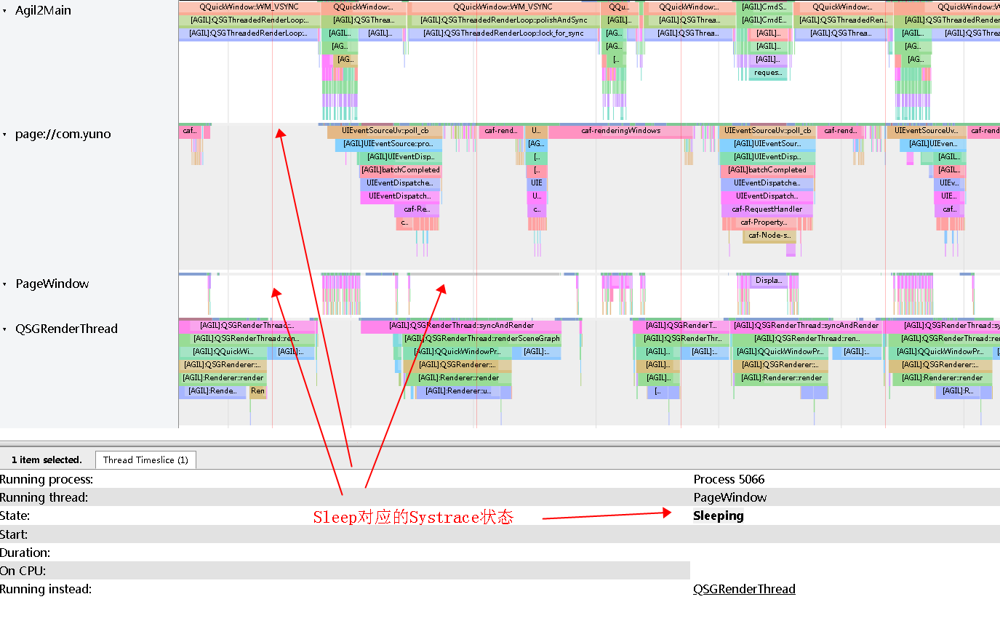 Agil2Main
QQuickWindow::WM_VSYNC QQuickWindow::... QQuickWindow::WM_VSYNC QQu... QQuickWindow::... [AGIL]CmdS... QQuickWindow::... QQuickWindow::W
[AGIL]:QSGThreadedRenderLoop::... [AGIL]:QSGThrea... [AGIL]:QSGThreadedRenderLoop::polishAndSync [AGIL]... [AGIL]:QSGThrea... [AGIL]CmdE... [AGIL]:QSGThreadedRen... [AGIL]:QSGThreadedRe
[AGIL]:QSGThreadedRenderLoop:... [AGIL]... [AGIL]:... [AGIL]:QSGThreadedRenderLoop::lock_for_sync [AG... [AGIL]:QSGThrea... [AGIL]... [AGIL]:QSGThrea... [AGIL... [AGIL]:QSGThrea
[AG... [AG... [AGIL]... [AG...
[AG... [... [AGIL]... [AG...
reques...
page://com.yuno
caf... UIEventSourceUv::poll_cb caf-rend... U... caf-renderingWindows UIEventSourceUv::poll_cb caf-rend... UIEventSourceUv... caf-rend
[AGIL]UIEventSource::pro... [AG... [AGIL]UIEventSour... [AGIL]UIEven...
[AGIL]UIEventDisp... [... [AGIL]UIEventDisp... [AGIL...
[AGIL]batchCompleted [... [AGIL]batchCompleted [AGIL...
UIEventDispatche... UIE UIEventDispatche... UIEv...
UIEventDispatch... U... UIEventDispatch... UIE...
caf-Re... c... caf-RequestHandler caf...
c... caf-Property...
caf-Node-s...
PageWindow
Displa...
QSGRenderThread
[AGIL]:QSGRenderThread::... [AGIL]:QSGRenderThread::syncAndRender [AGIL]:QSGRenderT... [AGIL]:QSGRenderThread::syncAndRender [AGIL]:QSGRenderThread::sy
[AGIL]:QSGRenderThread::ren... [AGIL]:QSGRenderThread::renderSceneGraph [AGIL]:QSGRenderThr... [AGIL]:QSGRenderThread::ren... [AGIL]:QSGRenderThread::re
[AGIL]:QQuickWi... [AGIL]:... [AGIL]:QQuickWindowPr... [AGIL]:... [AGIL]:... [AGIL]:... [AGIL]:QQuickWindowPr... [AGIL]:... [AGIL]:QQuickWindowPr...
[AGIL]:QSGRenderer::... [AGIL]:QSGRenderer::... [AGIL]... [AGIL]:QSGRenderer::... [AGIL]:QSGRenderer::...
[AGIL]:Renderer::render [AGIL]:Renderer::render [AGIL]... [AGIL]:Renderer::render [AGIL]:Renderer::render
[AGIL]:Rende... Ren [AGIL]:Renderer::u... [... [AGIL]:R...
1 item selected. Thread Timeslice (1)
Running process: Process 5066
Running thread: PageWindow
Sleep对应的Systrace状态
State: Sleeping
Start:
Duration:
On CPU:
Running instead: QSGRenderThread